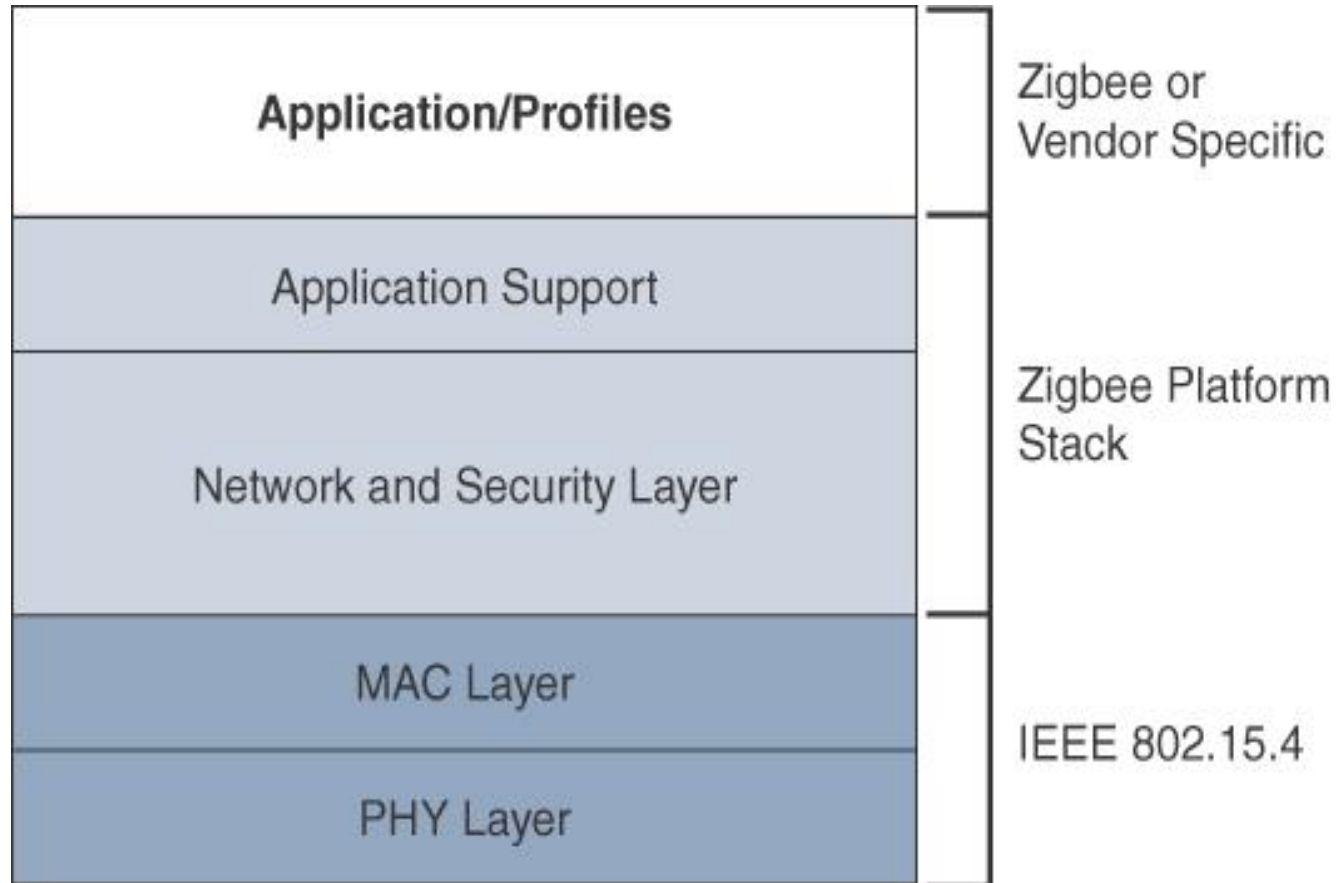 Application/Profiles
Zigbee or
Vendor Specific
Application Support
Network and Security Layer
Zigbee Platform
Stack
MAC Layer
PHY Layer
IEEE 802.15.4